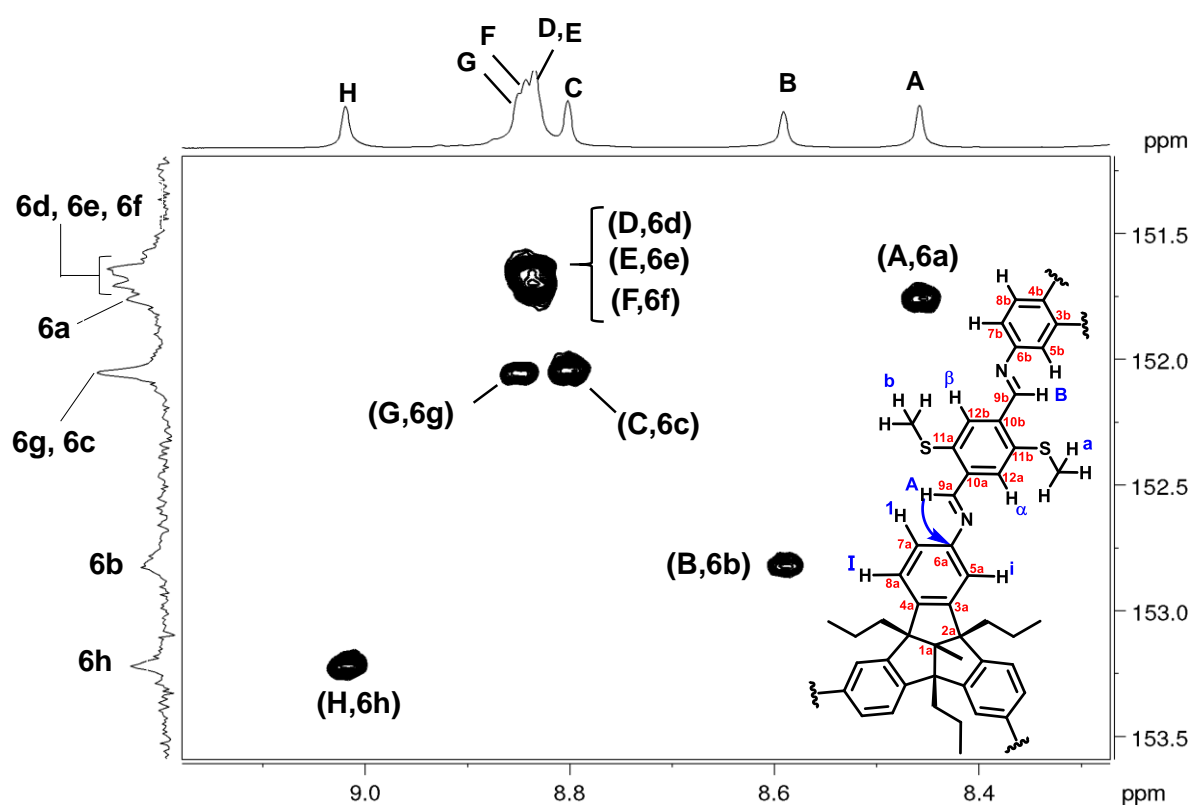 D,E
F
G
C
H
B
A
ppm
6d, 6e, 6f
6a
6g, 6c
6b
6h
(D,6d)
(E,6e)
(F,6f)
(A,6a)
(G,6g)
(C,6c)
(B,6b)
(H,6h)
151.5
152.0
152.5
153.0
153.5
H
8b
4b
H
7b
3b
6b
5b
N
H
9b
H
B
b
H
H
β
H
H
12b
10b
11a
S
11b
S
H
a
H
H
10a
12a
A
H
9a
H
α
N
1
H
7a
6a
I
H
8a
5a
H
i
4a
3a
2a
1a
9.0
8.8
8.6
8.4
ppm